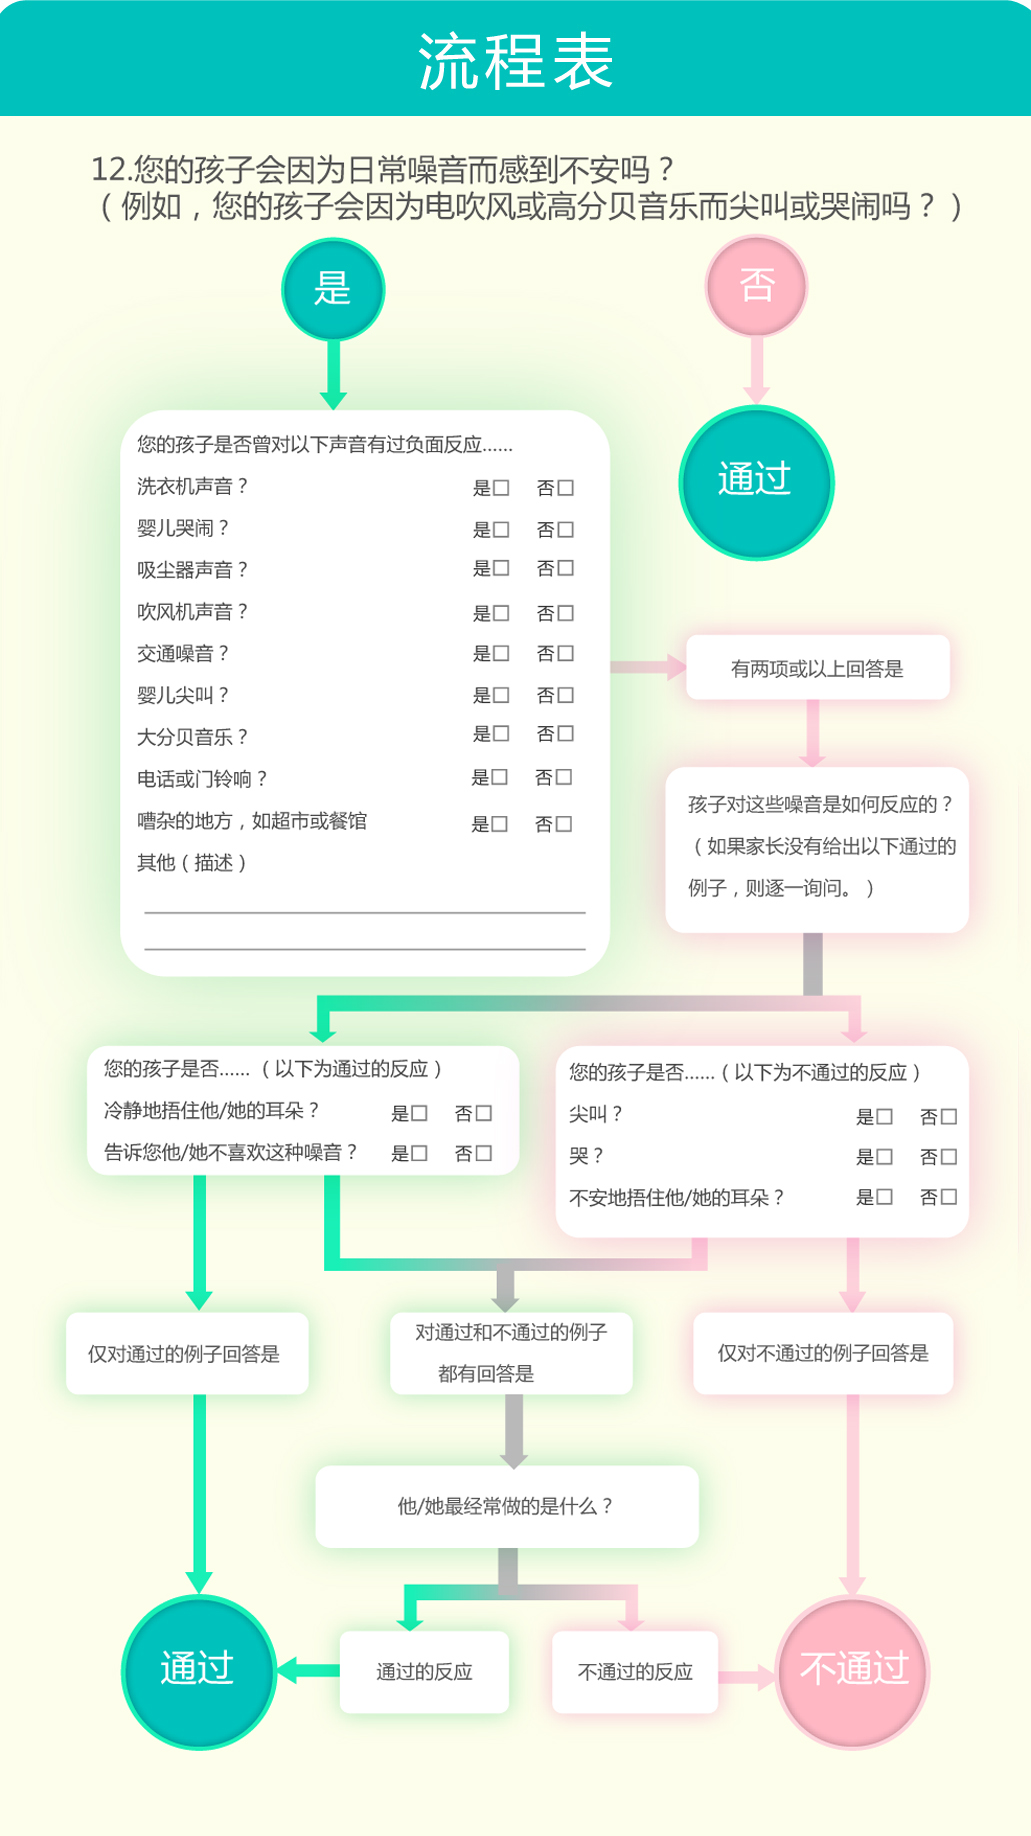 流程表
12.您的孩子会因为日常噪音而感到不安吗？
（例如，您的孩子会因为电吹风或高分贝音乐而尖叫或哭闹吗？）
是
否
通过
您的孩子是否曾对以下声音有过负面反应......
洗衣机声音？ 是□ 否□
婴儿哭闹？ 是□ 否□
吸尘器声音？ 是□ 否□
吹风机声音？ 是□ 否□
交通噪音？ 是□ 否□
婴儿尖叫？ 是□ 否□
大分贝音乐？ 是□ 否□
电话或门铃响？ 是□ 否□
嘈杂的地方，如超市或餐馆 是□ 否□
其他（描述）
有两项或以上回答是
孩子对这些噪音是如何反应的？
（如果家长没有给出以下通过的
例子，则逐一询问。）
您的孩子是否......（以下为通过的反应）
冷静地捂住他/她的耳朵？ 是□ 否□
告诉您他/她不喜欢这种噪音？ 是□ 否□
您的孩子是否......（以下为不通过的反应）
尖叫？ 是□ 否□
哭？ 是□ 否□
不安地捂住他/她的耳朵？ 是□ 否□
仅对通过的例子回答是
对通过和不通过的例子
都有回答是
仅对不通过的例子回答是
他/她最经常做的是什么？
通过
通过的反应
不通过的反应
不通过